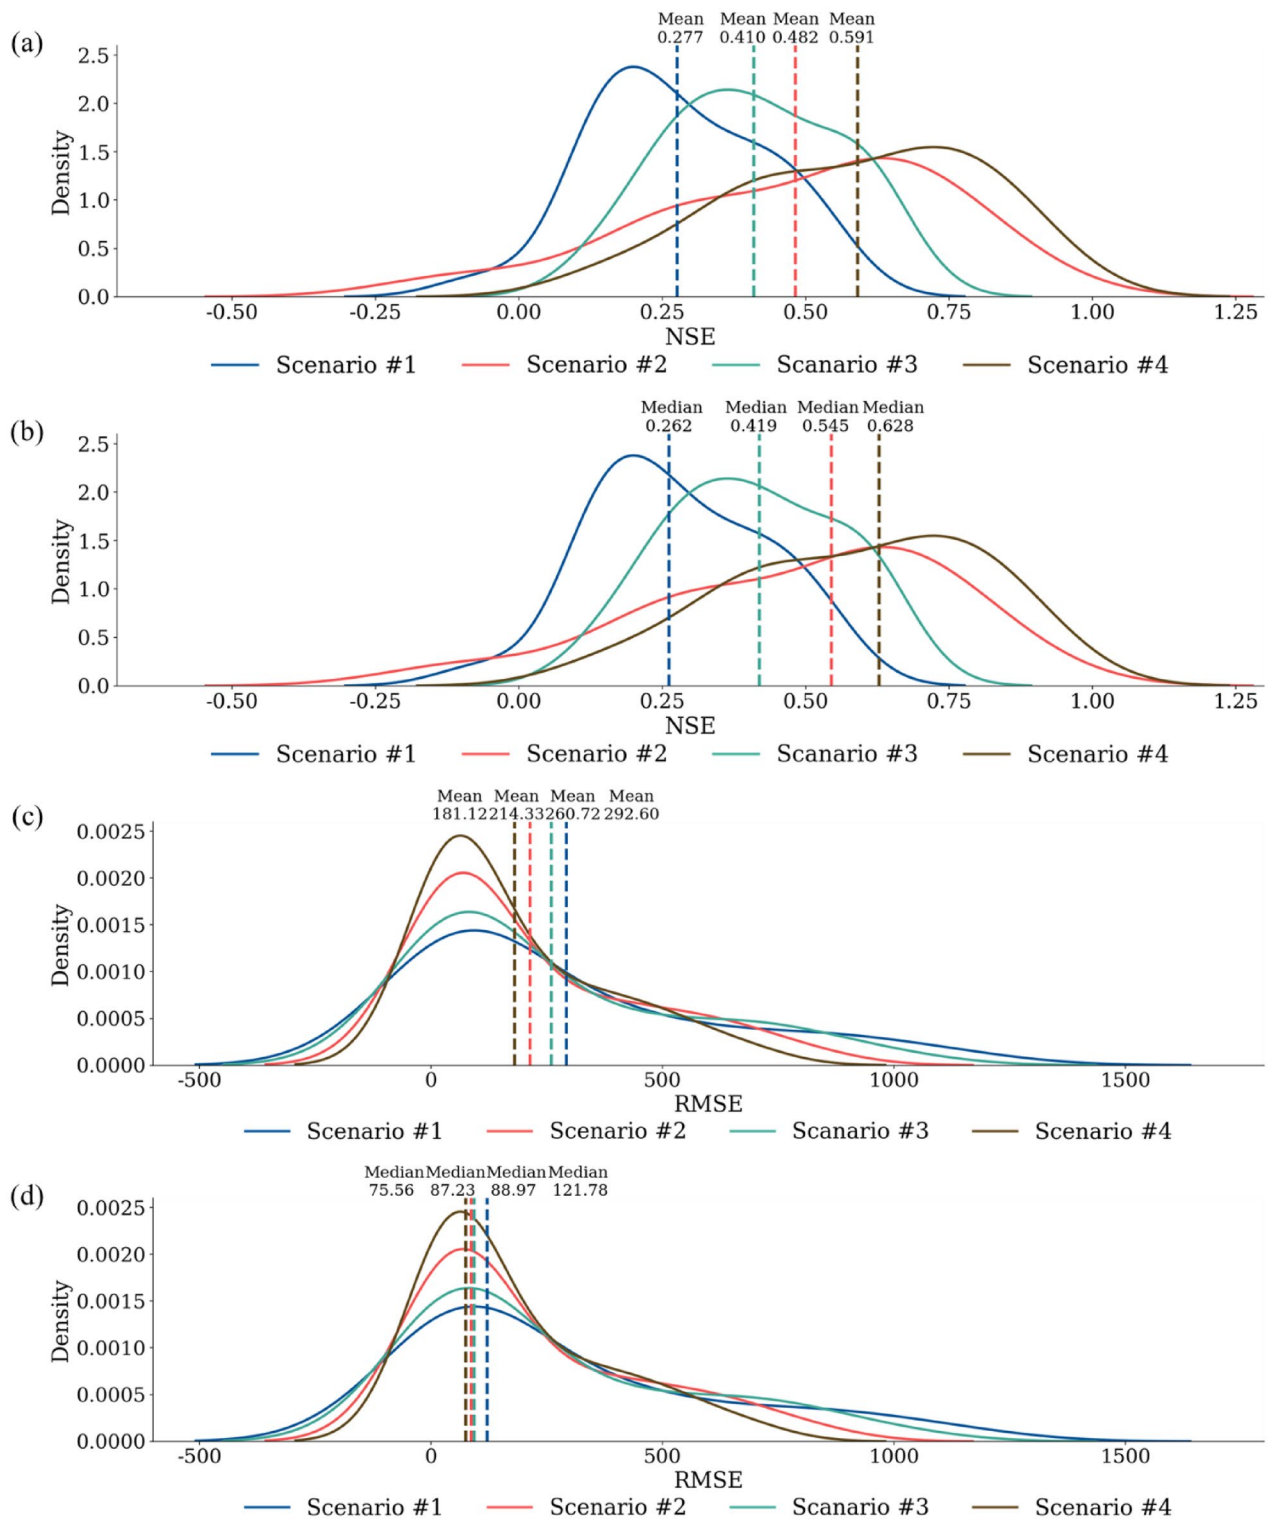 (a)
Mean Mean Mean Mean
0.277 0.410 0.482 0.591
2.5
2.0
1.5
1.0
0.5
0.0
Density
-0.50 -0.25 0.00 0.25 0.50 0.75 1.00 1.25
NSE
Scenario #1 Scenario #2 Scanario #3 Scenario #4
(b)
Median Median Median Median
0.262 0.419 0.545 0.628
2.5
2.0
1.5
1.0
0.5
0.0
Density
-0.50 -0.25 0.00 0.25 0.50 0.75 1.00 1.25
NSE
Scenario #1 Scenario #2 Scanario #3 Scenario #4
(c)
Mean Mean Mean Mean
181.12 214.33 260.72 292.60
0.0025
0.0020
0.0015
0.0010
0.0005
0.0000
Density
-500 0 500 1000 1500
RMSE
Scenario #1 Scenario #2 Scanario #3 Scenario #4
(d)
Median Median Median Median
75.56 87.23 88.97 121.78
0.0025
0.0020
0.0015
0.0010
0.0005
0.0000
Density
-500 0 500 1000 1500
RMSE
Scenario #1 Scenario #2 Scanario #3 Scenario #4